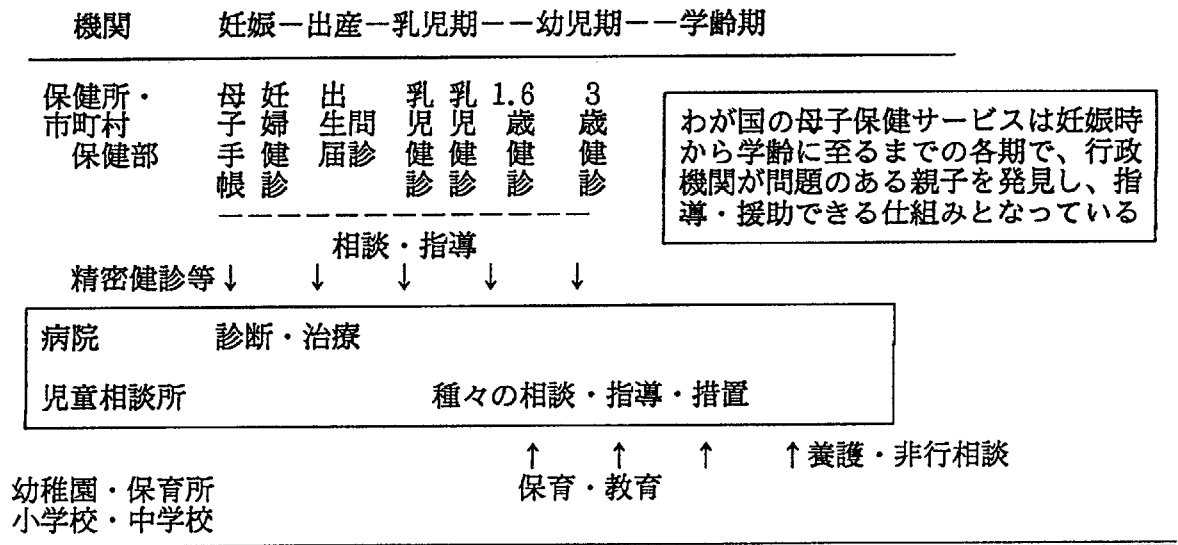 機関 妊娠－出産－乳児期－－幼児期－－学齢期
保健所・
市町村
保健部
母子手帳
妊婦健診
出生届
問診
乳児健診
乳児健診
1.6歳健診
3歳健診
わが国の母子保健サービスは妊娠時
から学齢に至るまでの各期で、行政
機関が問題のある親子を発見し、指
導・援助できる仕組みとなっている
相談・指導
精密健診等↓ ↓ ↓ ↓ ↓
病院 診断・治療
児童相談所 種々の相談・指導・措置
↑ ↑ ↑ ↑養護・非行相談
幼稚園・保育所 保育・教育
小学校・中学校